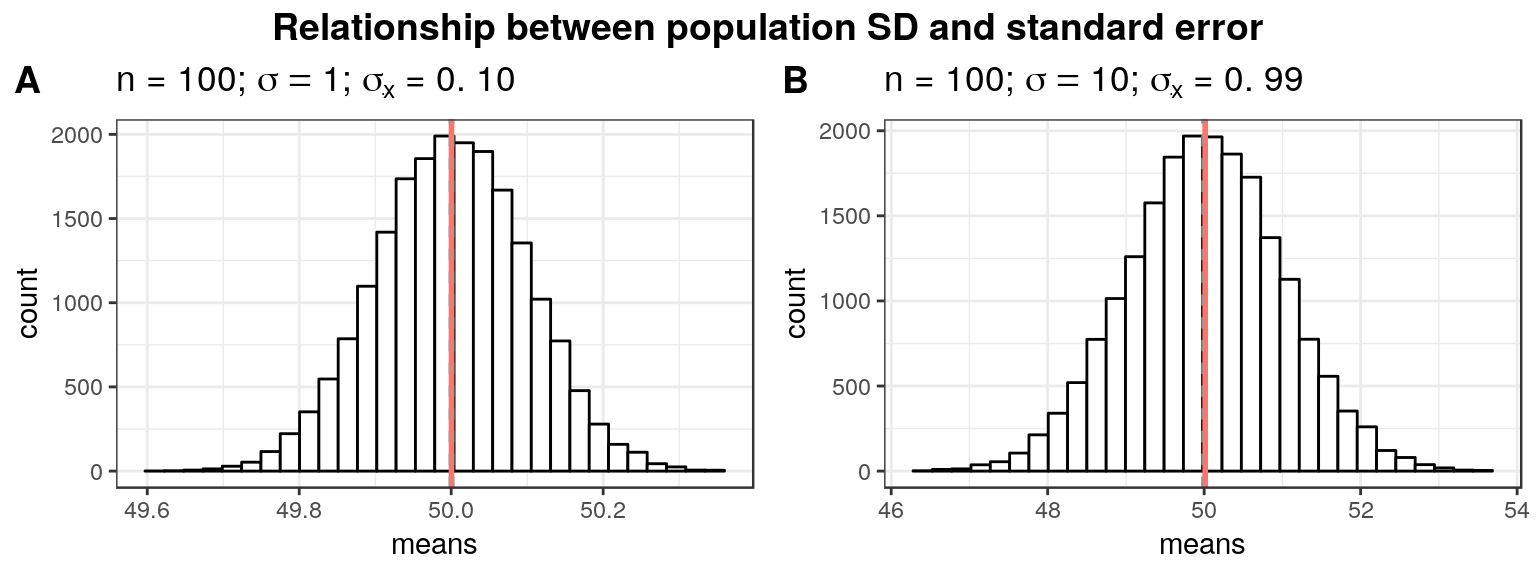 Relationship between population SD and standard error
A n = 100; σ = 1; σx = 0. 10
2000
1500
1000
500
0
count
49.6 49.8 50.0 50.2
means
B n = 100; σ = 10; σx = 0. 99
2000
1500
1000
500
0
count
46 48 50 52 54
means